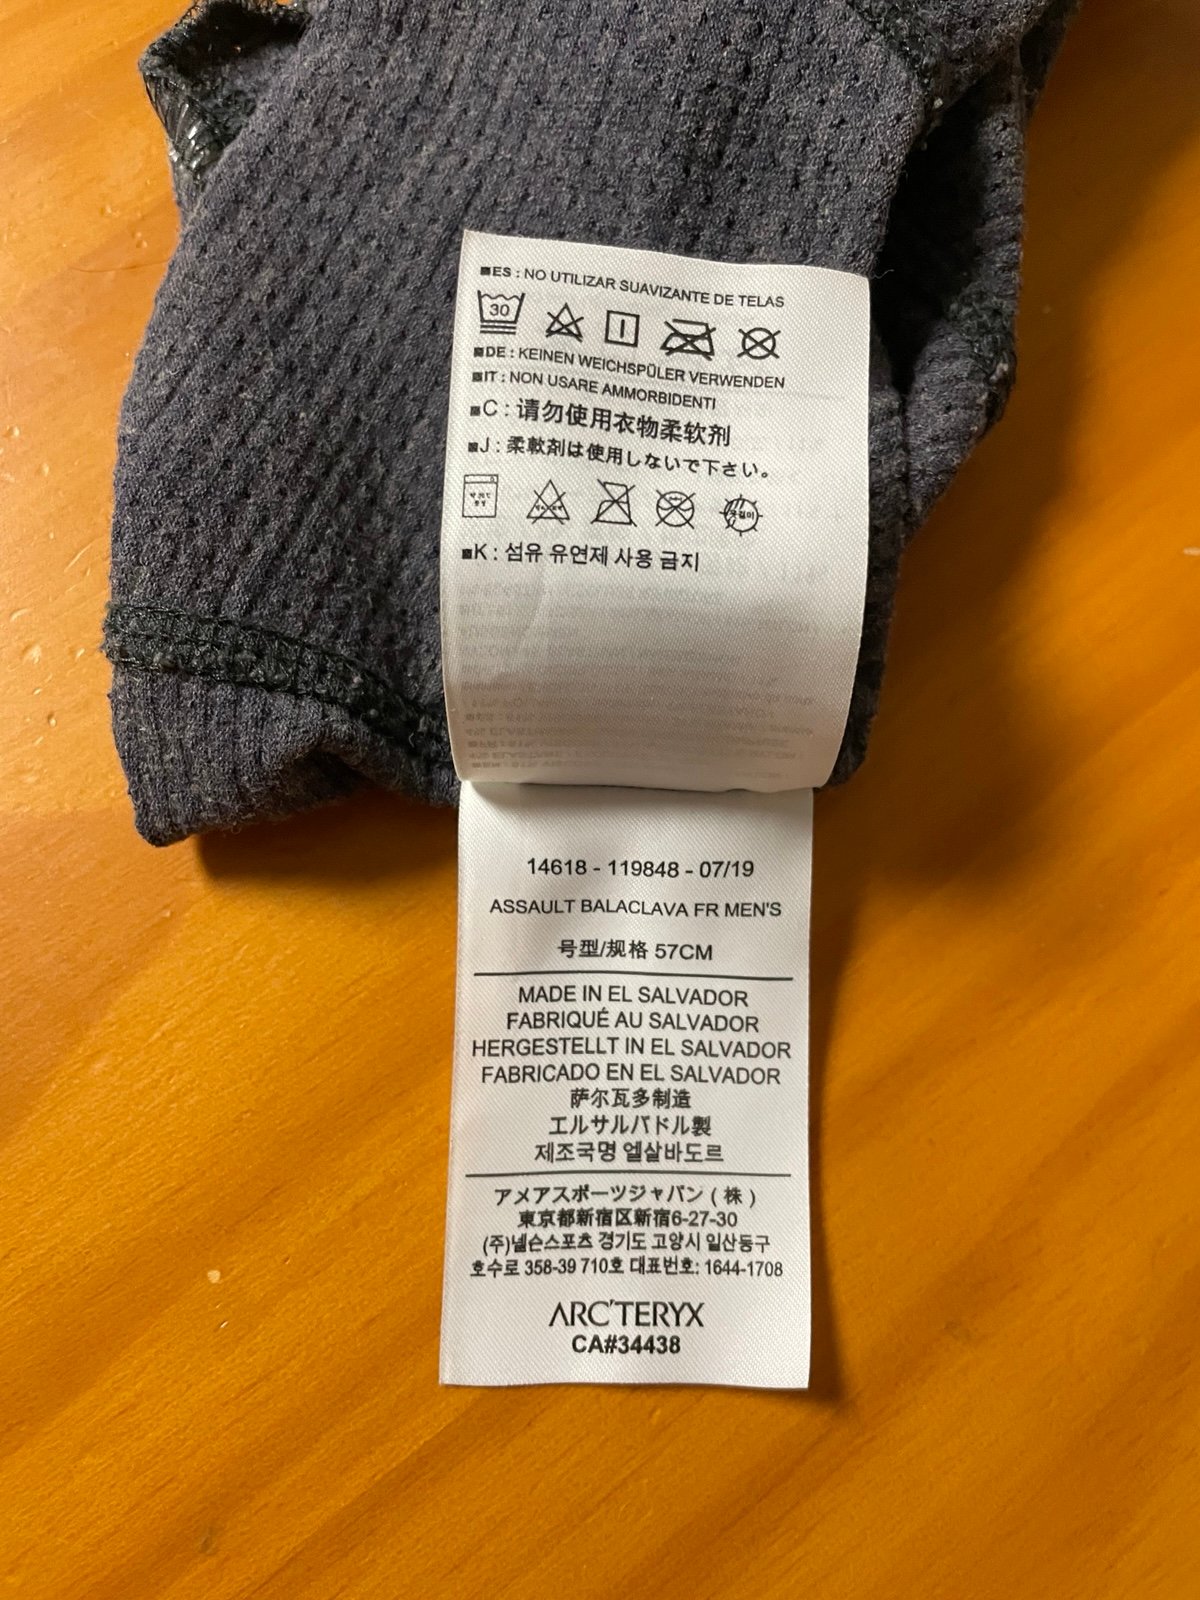 ■ES : NO UTILIZAR SUAVIZANTE DE TELAS
30
■DE : KEINEN WEICHSPÜLER VERWENDEN
■IT : NON USARE AMMORBIDENTI
■C : 请勿使用衣物柔软剂
■J : 柔軟剤は使用しないで下さい。
■K : 섬유 유연제 사용 금지
14618 - 119848 - 07/19
ASSAULT BALACLAVA FR MEN'S
号型/规格 57CM
MADE IN EL SALVADOR
FABRIQUÉ AU SALVADOR
HERGESTELLT IN EL SALVADOR
FABRICADO EN EL SALVADOR
萨尔瓦多制造
エルサルバドル製
제조국명 엘살바도르
アメアスポーツジャパン ( 株 )
東京都新宿区新宿6-27-30
(주)넬슨스포츠 경기도 고양시 일산동구
호수로 358-39 710호 대표번호: 1644-1708
ARC'TERYX
CA#34438